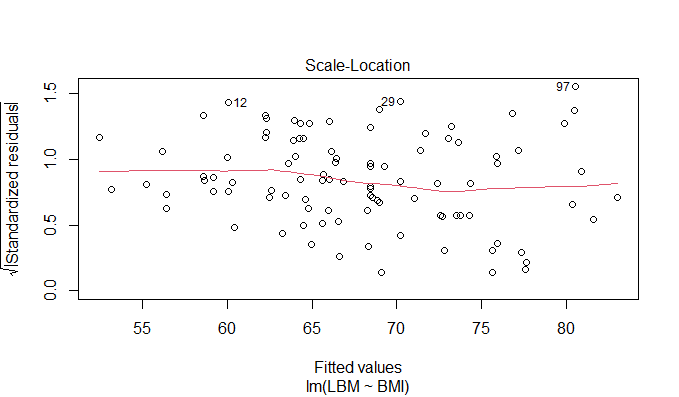 Scale-Location
√|Standardized residuals|
1.5
1.0
0.5
0.0
12
29
97
55 60 65 70 75 80
Fitted values
lm(LBM ~ BMI)